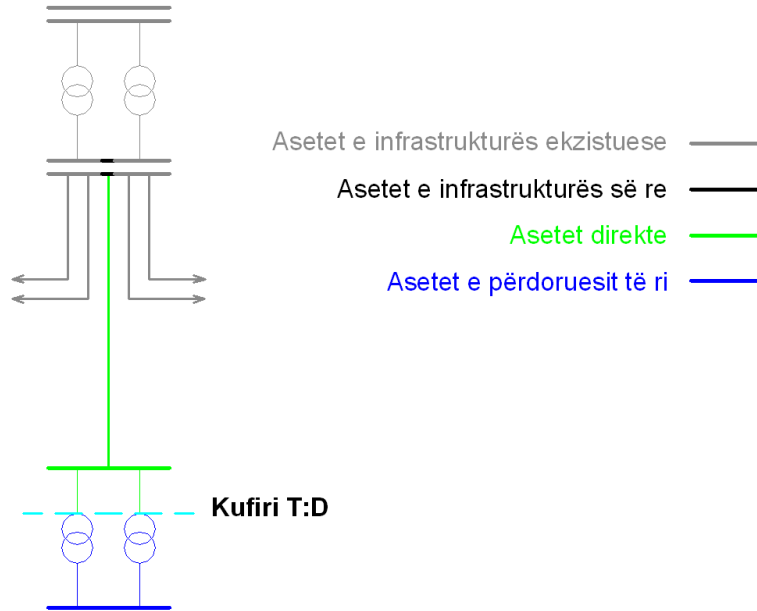 Asetet e infrastrukturës ekzistuese
Asetet e infrastrukturës së re
Asetet direkte
Asetet e përdoruesit të ri
Kufiri T:D